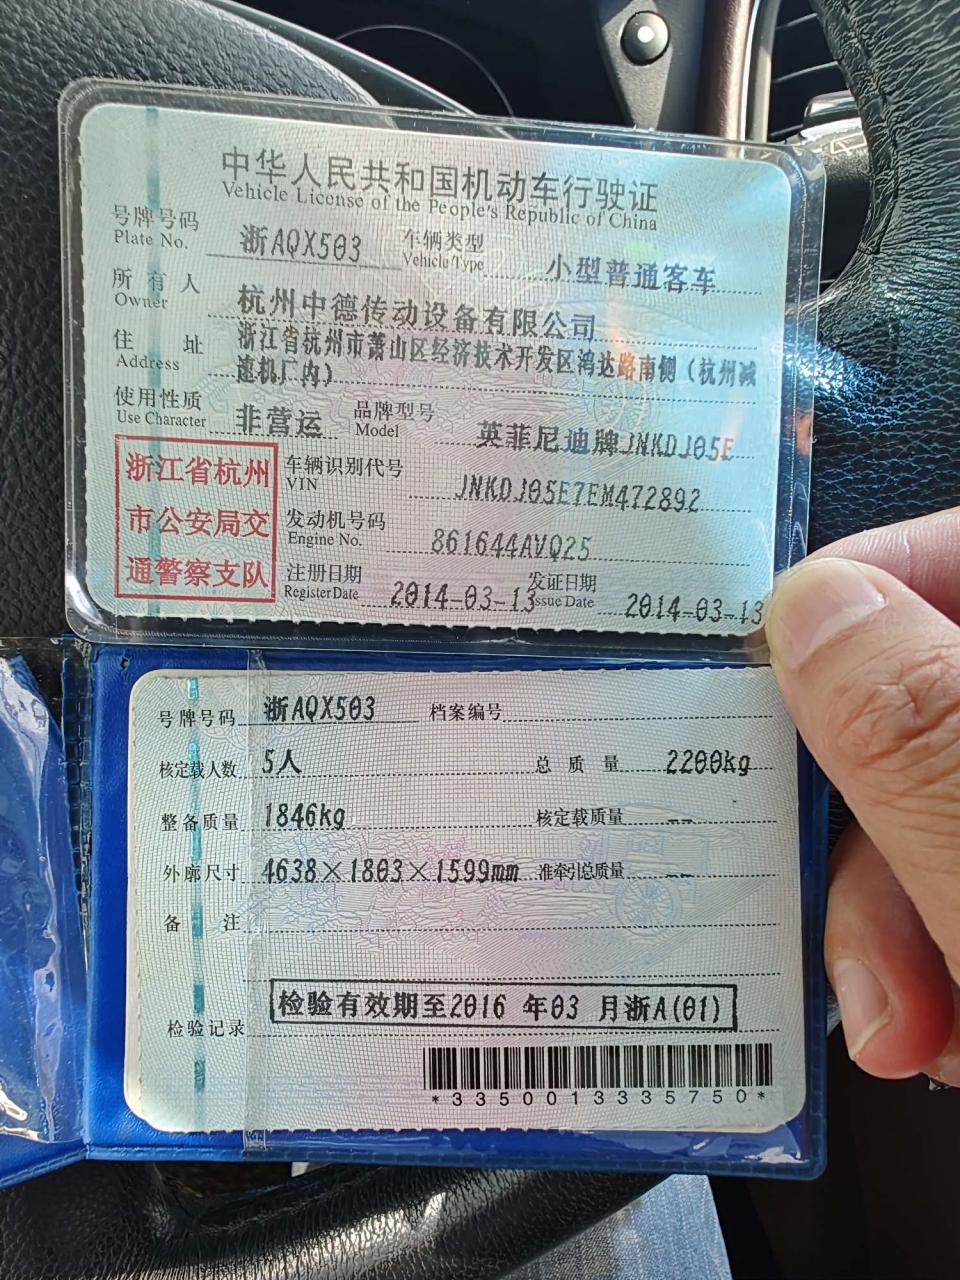 中华人民共和国机动车行驶证
Vehicle License of the People's Republic of China
号牌号码 浙AQX503 车辆类型 小型普通客车
Plate No. Vehicle Type
所有人 杭州中德传动设备有限公司
Owner
住址 浙江省杭州市萧山区经济技术开发区鸿达路南侧（杭州减
Address 速机厂内）
使用性质 非营运 品牌型号 英菲尼迪牌JNKDJ05E
Use Character Model
浙江省杭州
市公安局交
通警察支队
车辆识别代号 JNKDJ05E7EM472892
VIN
发动机号码 861644AVQ25
Engine No.
注册日期 2014-03-13 发证日期 2014-03-13
Register Date Issue Date
号牌号码 浙AQX503 档案编号
核定载人数 5人 总质量 2200kg
整备质量 1846kg 核定载质量 --
外廓尺寸 4638×1803×1599mm 准牵引总质量 --
备注
检验有效期至2016 年03 月浙A(01)
检验记录
*3350013335750*